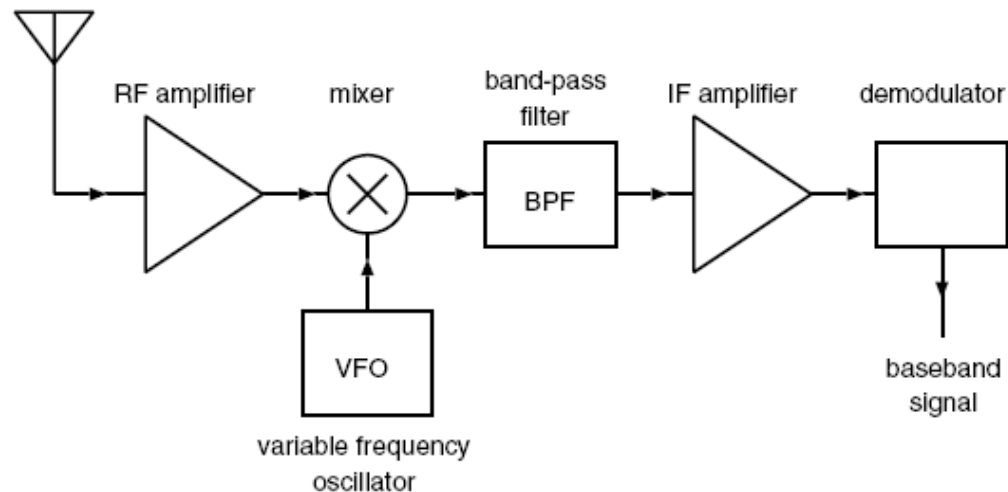 RF amplifier
mixer
band-pass
filter
IF amplifier
demodulator
BPF
VFO
variable frequency
oscillator
baseband
signal